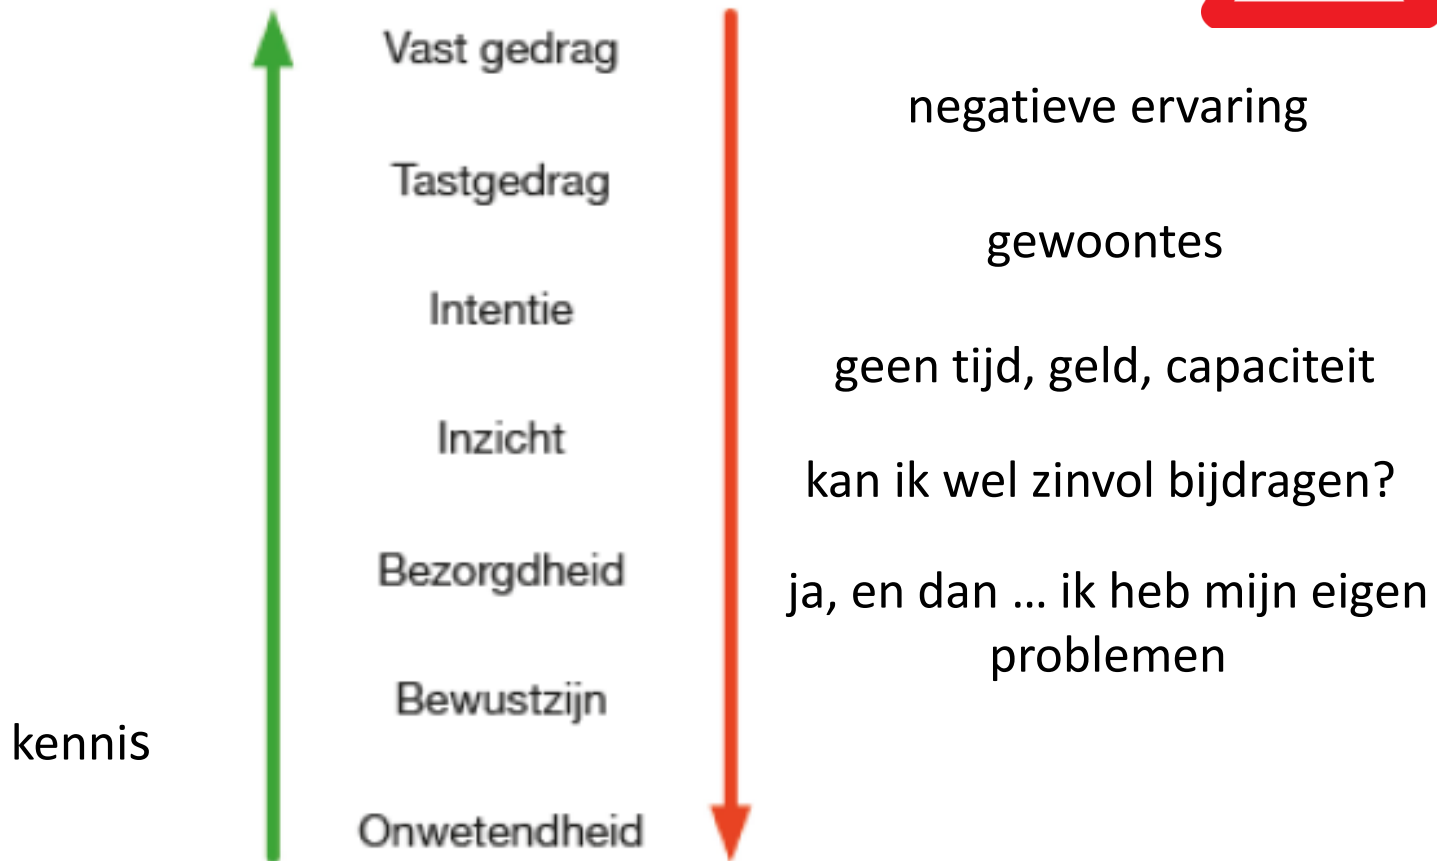 Vast gedrag
negatieve ervaring
Tastgedrag
gewoontes
Intentie
geen tijd, geld, capaciteit
Inzicht
kan ik wel zinvol bijdragen?
Bezorgdheid
ja, en dan ... ik heb mijn eigen
problemen
Bewustzijn
kennis
Onwetendheid